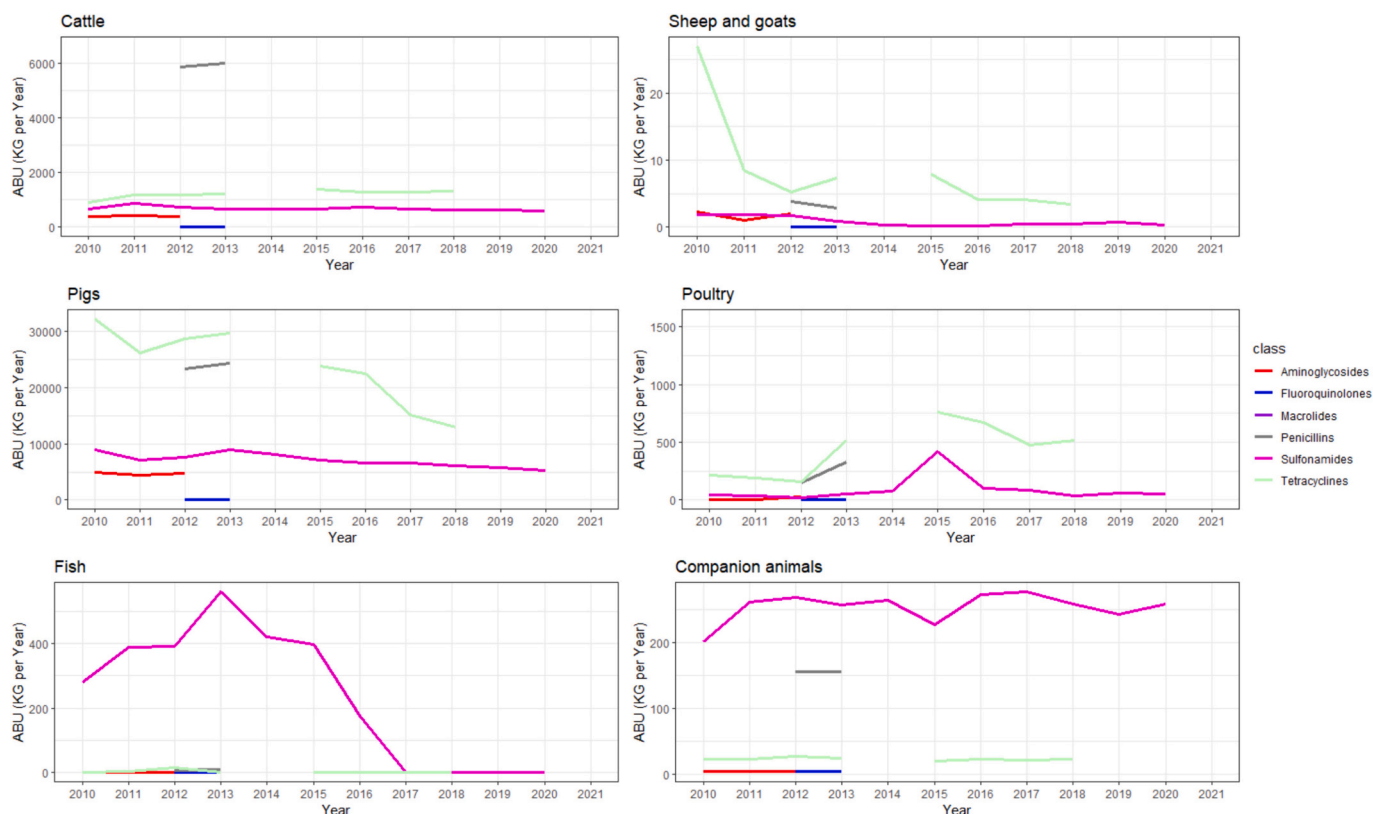 Cattle
ABU (KG per Year)
6000
4000
2000
0
2010 2011 2012 2013 2014 2015 2016 2017 2018 2019 2020 2021
Year
Sheep and goats
ABU (KG per Year)
20
10
0
2010 2011 2012 2013 2014 2015 2016 2017 2018 2019 2020 2021
Year
Pigs
ABU (KG per Year)
30000
20000
10000
0
2010 2011 2012 2013 2014 2015 2016 2017 2018 2019 2020 2021
Year
Poultry
ABU (KG per Year)
1500
1000
500
0
2010 2011 2012 2013 2014 2015 2016 2017 2018 2019 2020 2021
Year
class
Aminoglycosides
Fluoroquinolones
Macrolides
Penicillins
Sulfonamides
Tetracyclines
Fish
ABU (KG per Year)
400
200
0
2010 2011 2012 2013 2014 2015 2016 2017 2018 2019 2020 2021
Year
Companion animals
ABU (KG per Year)
200
100
0
2010 2011 2012 2013 2014 2015 2016 2017 2018 2019 2020 2021
Year